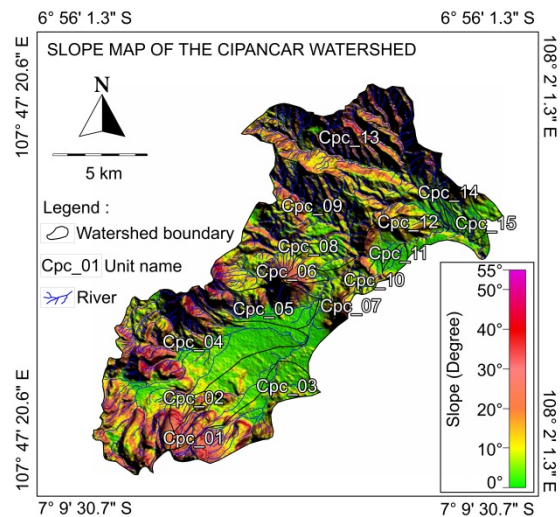 6° 56' 1.3" S
6° 56' 1.3" S
107° 47' 20.6" E
108° 2' 1.3" E
SLOPE MAP OF THE CIPANCAR WATERSHED
N
5 km
Legend :
Watershed boundary
Cpc_01 Unit name
River
Cpc_13
Cpc_14
Cpc_09
Cpc_12
Cpc_15
Cpc_08
Cpc_11
Cpc_06
Cpc_10
Cpc_05
Cpc_07
Cpc_04
Cpc_03
Cpc_02
Cpc_01
Slope (Degree)
55°
50°
40°
30°
20°
10°
0°
107° 47' 20.6" E
108° 2' 1.3" E
7° 9' 30.7" S
7° 9' 30.7" S